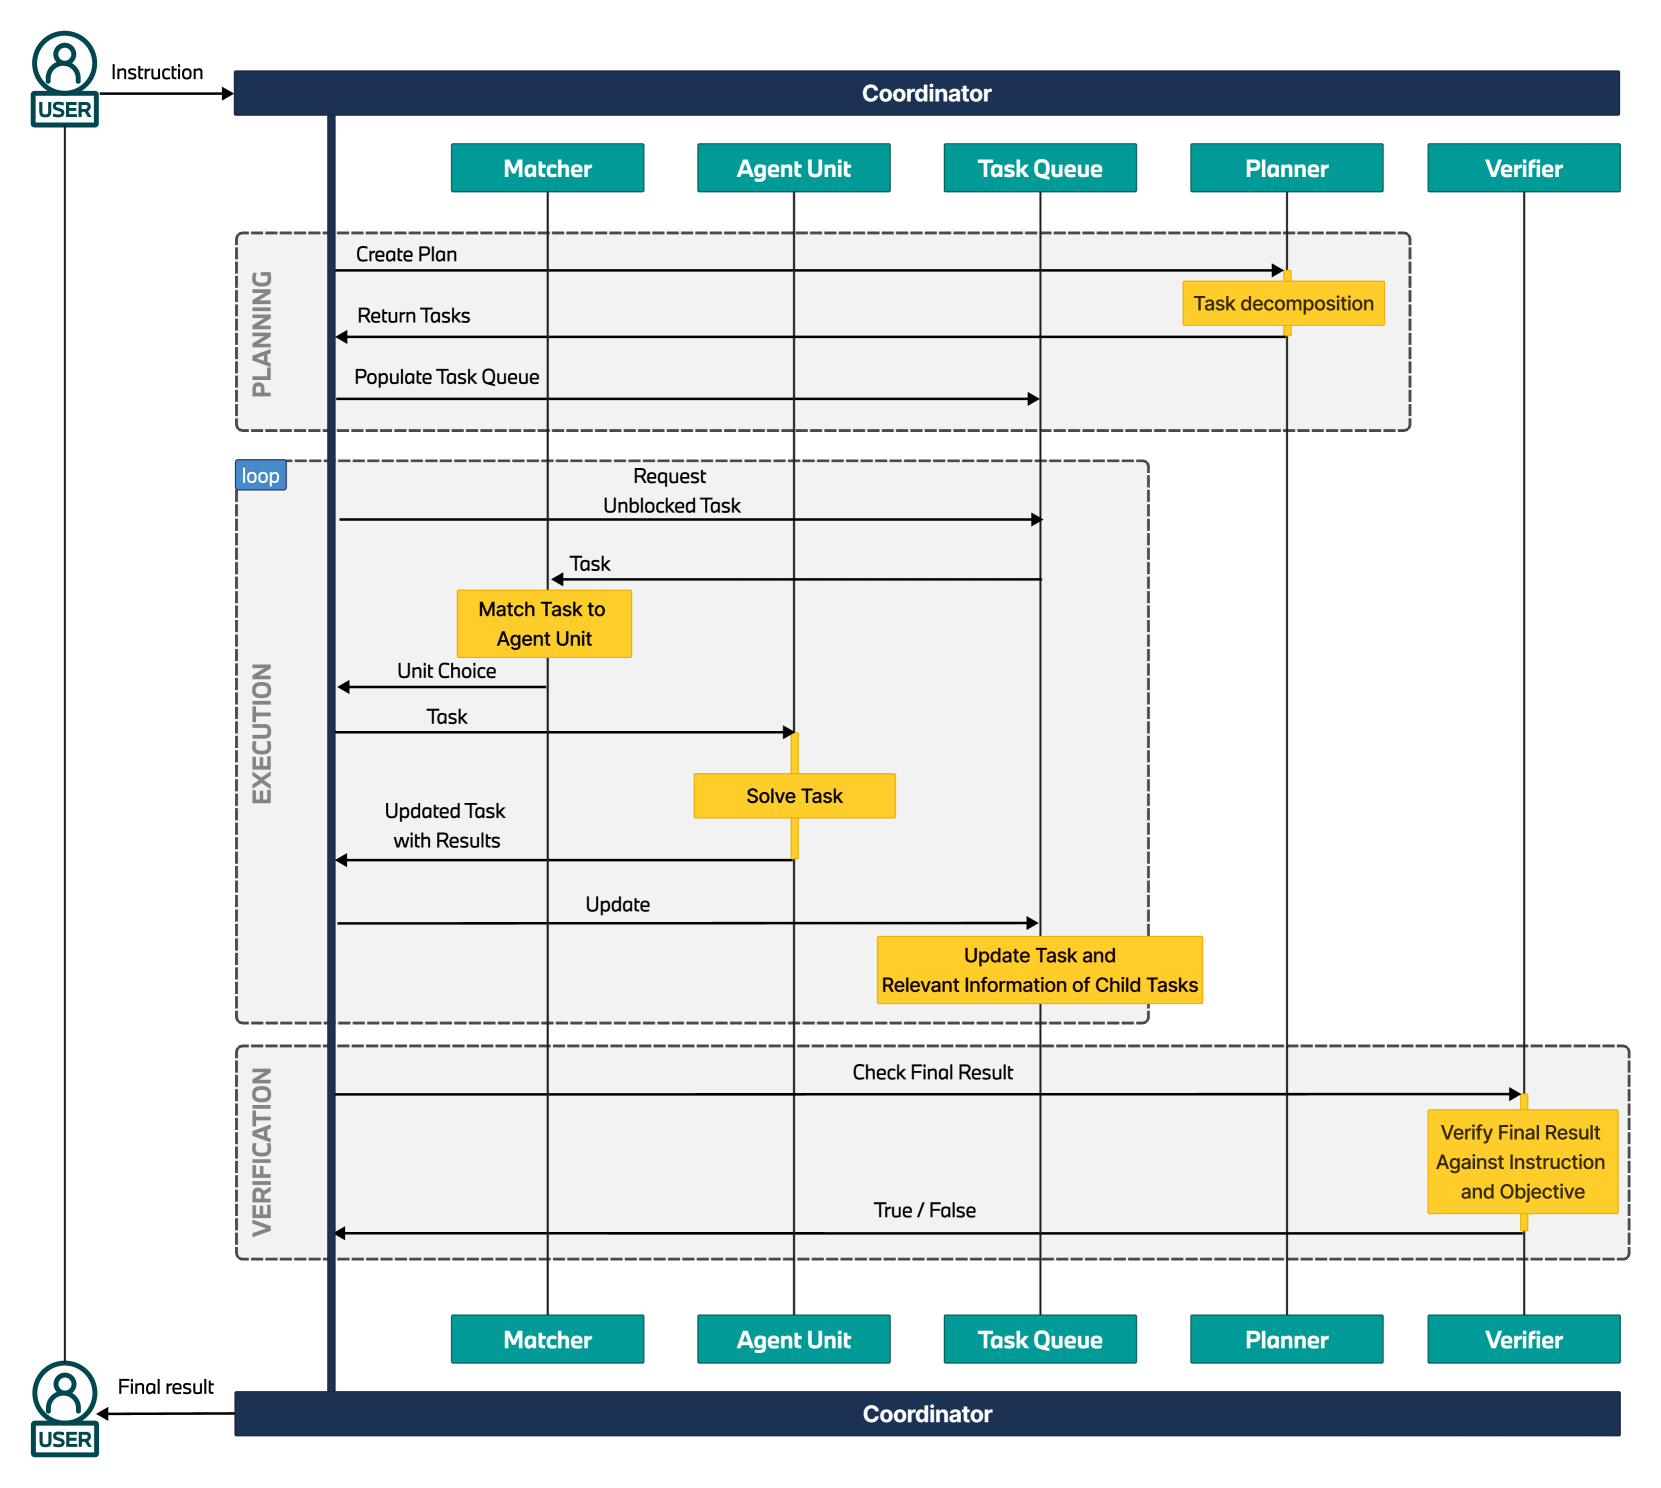 Instruction
USER
Coordinator
Matcher
Agent Unit
Task Queue
Planner
Verifier
PLANNING
Create Plan
Task decomposition
Return Tasks
Populate Task Queue
loop
EXECUTION
Request
Unblocked Task
Task
Match Task to
Agent Unit
Unit Choice
Task
Solve Task
Updated Task
with Results
Update
Update Task and
Relevant Information of Child Tasks
VERIFICATION
Check Final Result
Verify Final Result
Against Instruction
and Objective
True / False
Matcher
Agent Unit
Task Queue
Planner
Verifier
Final result
USER
Coordinator